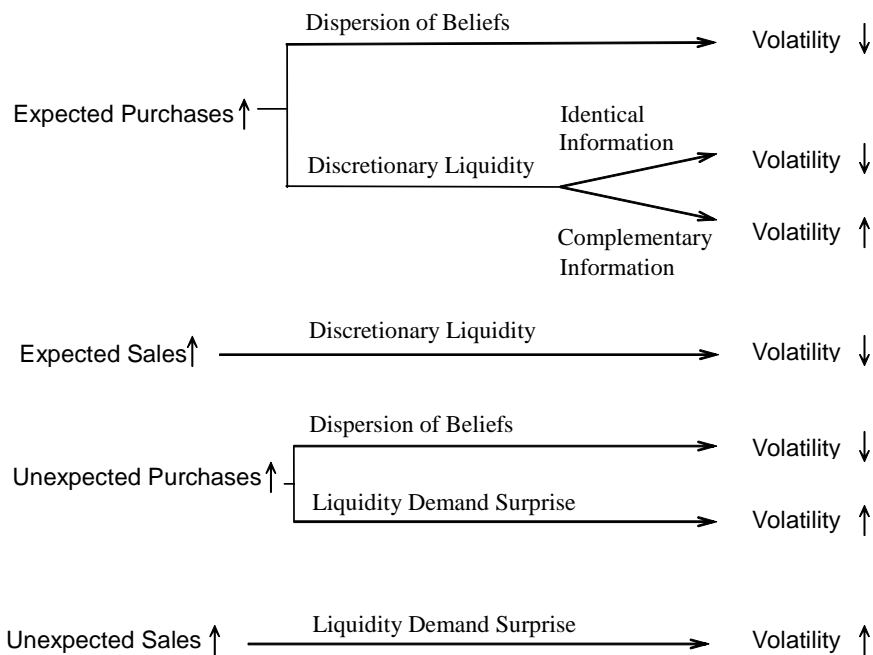 Dispersion of Beliefs
Volatility ↓
Expected Purchases ↑
Identical
Information
Discretionary Liquidity
Volatility ↓
Volatility ↑
Complementary
Information
Expected Sales ↑
Discretionary Liquidity
Volatility ↓
Dispersion of Beliefs
Volatility ↓
Unexpected Purchases ↑
Liquidity Demand Surprise
Volatility ↑
Unexpected Sales ↑
Liquidity Demand Surprise
Volatility ↑